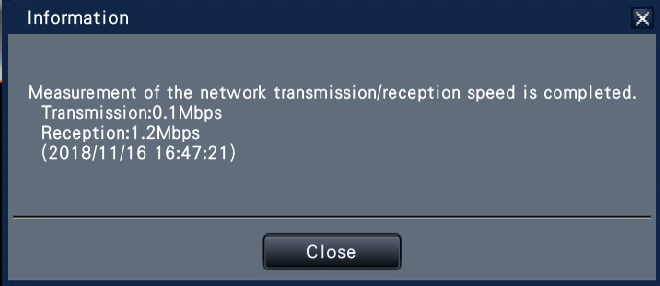 Information
Measurement of the network transmission/reception speed is completed.
Transmission:0.1Mbps
Reception:1.2Mbps
(2018/11/16 16:47:21)
Close